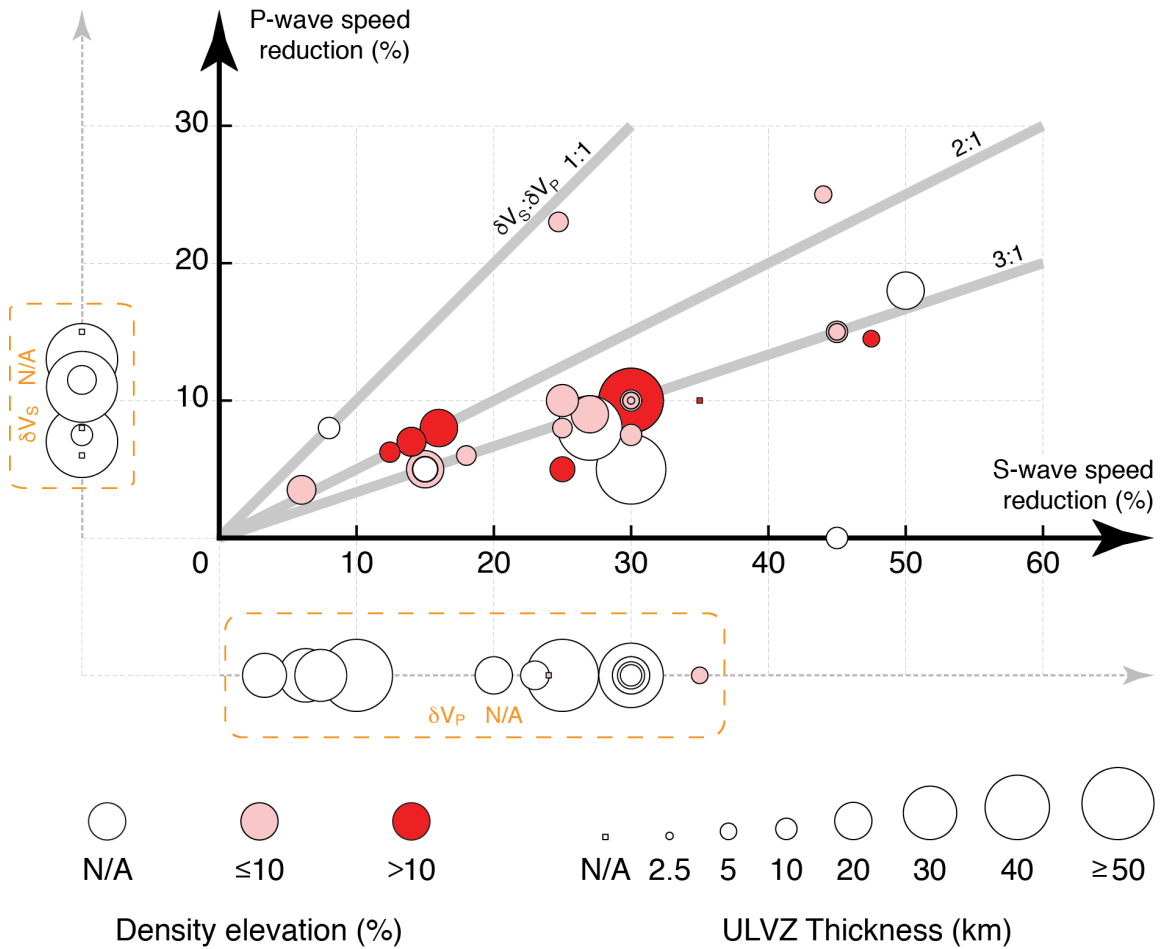 P-wave speed
reduction (%)
30
δVS:δVP 1:1
2:1
20
3:1
δVS N/A
10
S-wave speed
reduction (%)
0 10 20 30 40 50 60
δVP N/A
N/A ≤10 >10 N/A 2.5 5 10 20 30 40 ≥50
Density elevation (%) ULVZ Thickness (km)